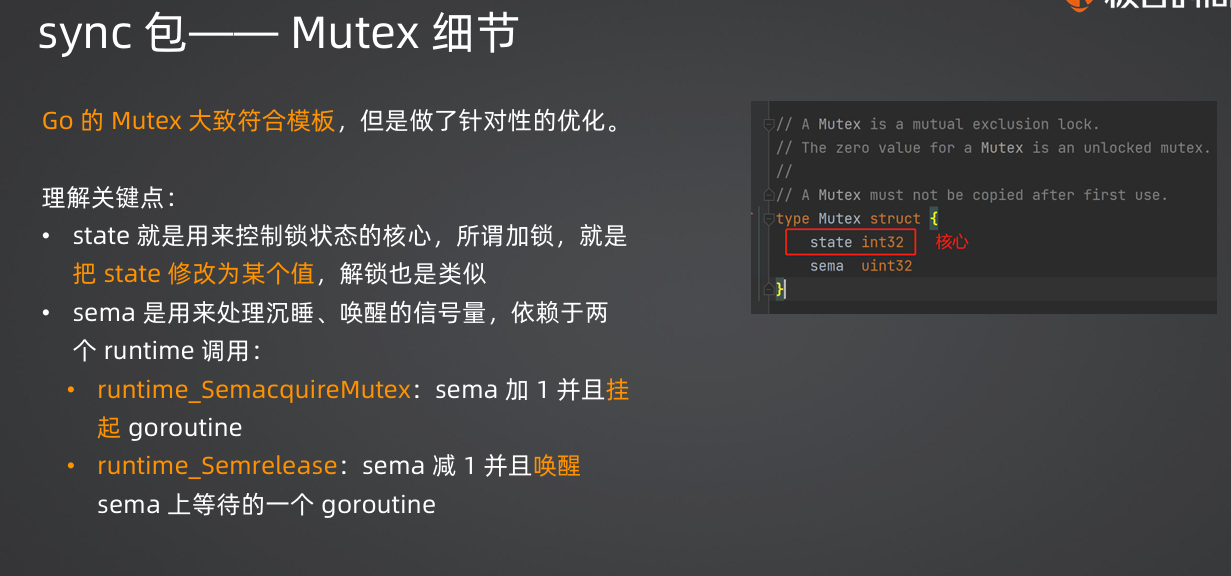 sync 包—— Mutex 细节
Go 的 Mutex 大致符合模板，但是做了针对性的优化。
理解关键点：
• state 就是用来控制锁状态的核心，所谓加锁，就是
把 state 修改为某个值，解锁也是类似
• sema 是用来处理沉睡、唤醒的信号量，依赖于两
个 runtime 调用：
• runtime_SemacquireMutex：sema 加 1 并且挂
起 goroutine
• runtime_Semrelease：sema 减 1 并且唤醒
sema 上等待的一个 goroutine
// A Mutex is a mutual exclusion lock.
// The zero value for a Mutex is an unlocked mutex.
//
// A Mutex must not be copied after first use.
type Mutex struct {
state int32 核心
sema uint32
}